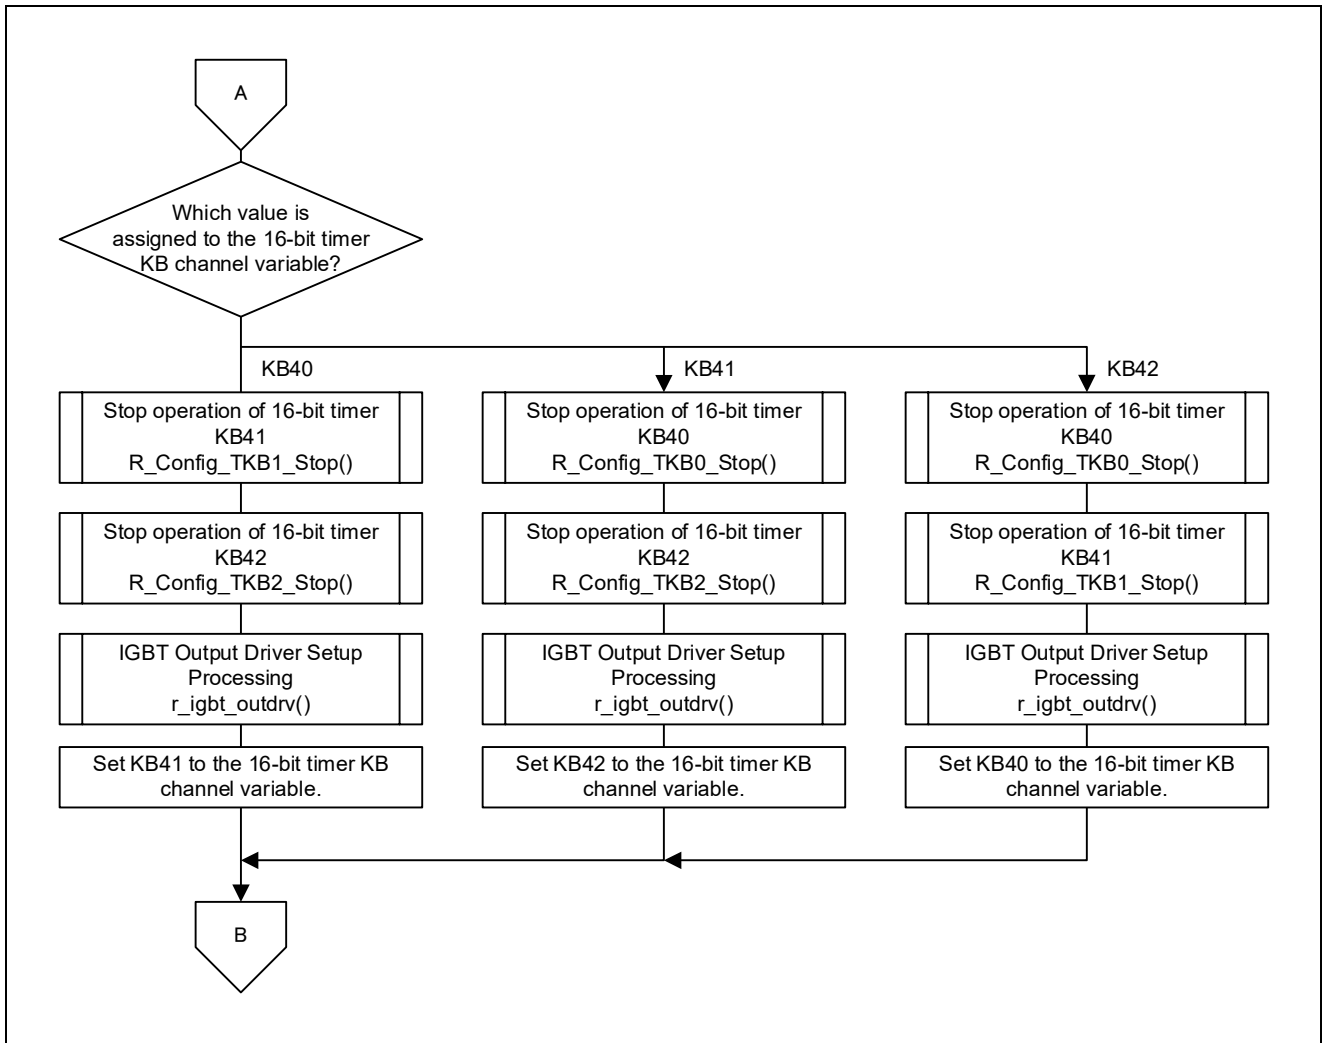 A
Which value is
assigned to the 16-bit timer
KB channel variable?
KB40
KB41
KB42
Stop operation of 16-bit timer
KB41
R_Config_TKB1_Stop()
Stop operation of 16-bit timer
KB40
R_Config_TKB0_Stop()
Stop operation of 16-bit timer
KB40
R_Config_TKB0_Stop()
Stop operation of 16-bit timer
KB42
R_Config_TKB2_Stop()
Stop operation of 16-bit timer
KB42
R_Config_TKB2_Stop()
Stop operation of 16-bit timer
KB41
R_Config_TKB1_Stop()
IGBT Output Driver Setup
Processing
r_igbt_outdrv()
IGBT Output Driver Setup
Processing
r_igbt_outdrv()
IGBT Output Driver Setup
Processing
r_igbt_outdrv()
Set KB41 to the 16-bit timer KB
channel variable.
Set KB42 to the 16-bit timer KB
channel variable.
Set KB40 to the 16-bit timer KB
channel variable.
B